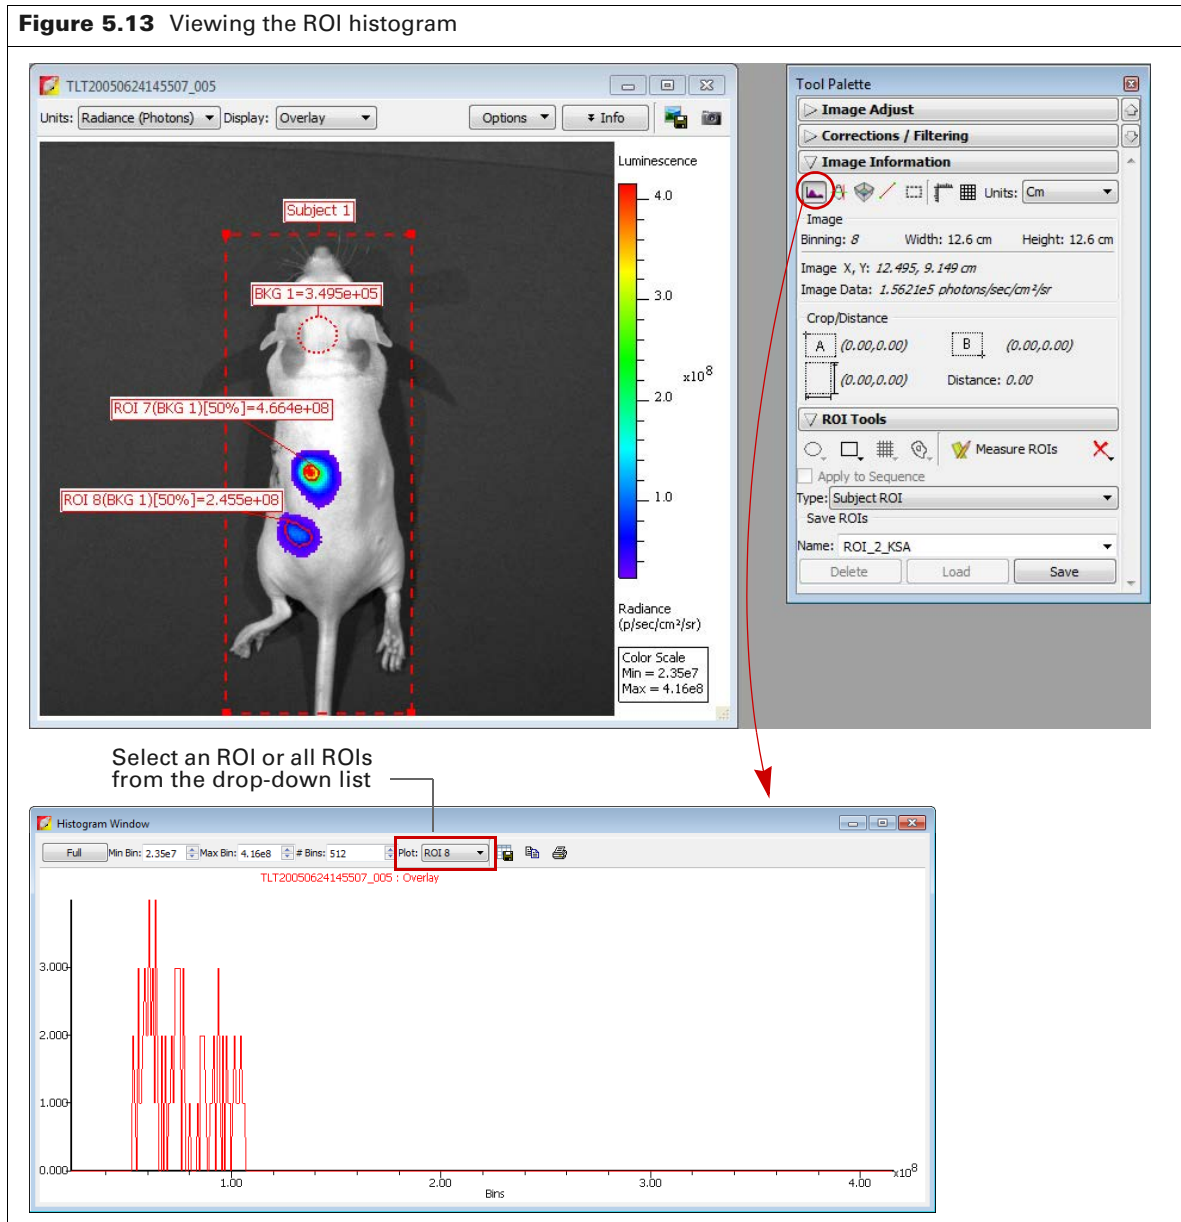 Figure 5.13 Viewing the ROI histogram
TLT20050624145507_005
Units: Radiance (Photons) Display: Overlay Options Info
Luminescence
4.0
3.0
x10^8
2.0
1.0
Subject 1
BKG 1=3.495e+05
ROI 7(BKG 1)[50%]=4.664e+08
ROI 8(BKG 1)[50%]=2.455e+08
Radiance
(p/sec/cm²/sr)
Color Scale
Min = 2.35e7
Max = 4.16e8
Tool Palette
Image Adjust
Corrections / Filtering
Image Information
Units: Cm
Image
Binning: 8 Width: 12.6 cm Height: 12.6 cm
Image X, Y: 12.495, 9.149 cm
Image Data: 1.5621e5 photons/sec/cm²/sr
Crop/Distance
A (0.00,0.00) B (0.00,0.00)
(0.00,0.00) Distance: 0.00
ROI Tools
Measure ROIs
Apply to Sequence
Type: Subject ROI
Save ROIs
Name: ROI_2_KSA
Delete Load Save
Select an ROI or all ROIs
from the drop-down list
Histogram Window
Full Min Bin: 2.35e7 Max Bin: 4.16e8 # Bins: 512 Plot: ROI 8
TLT20050624145507_005 : Overlay
3.000
2.000
1.000
0.000
1.00 2.00 3.00 4.00 x10^8
Bins